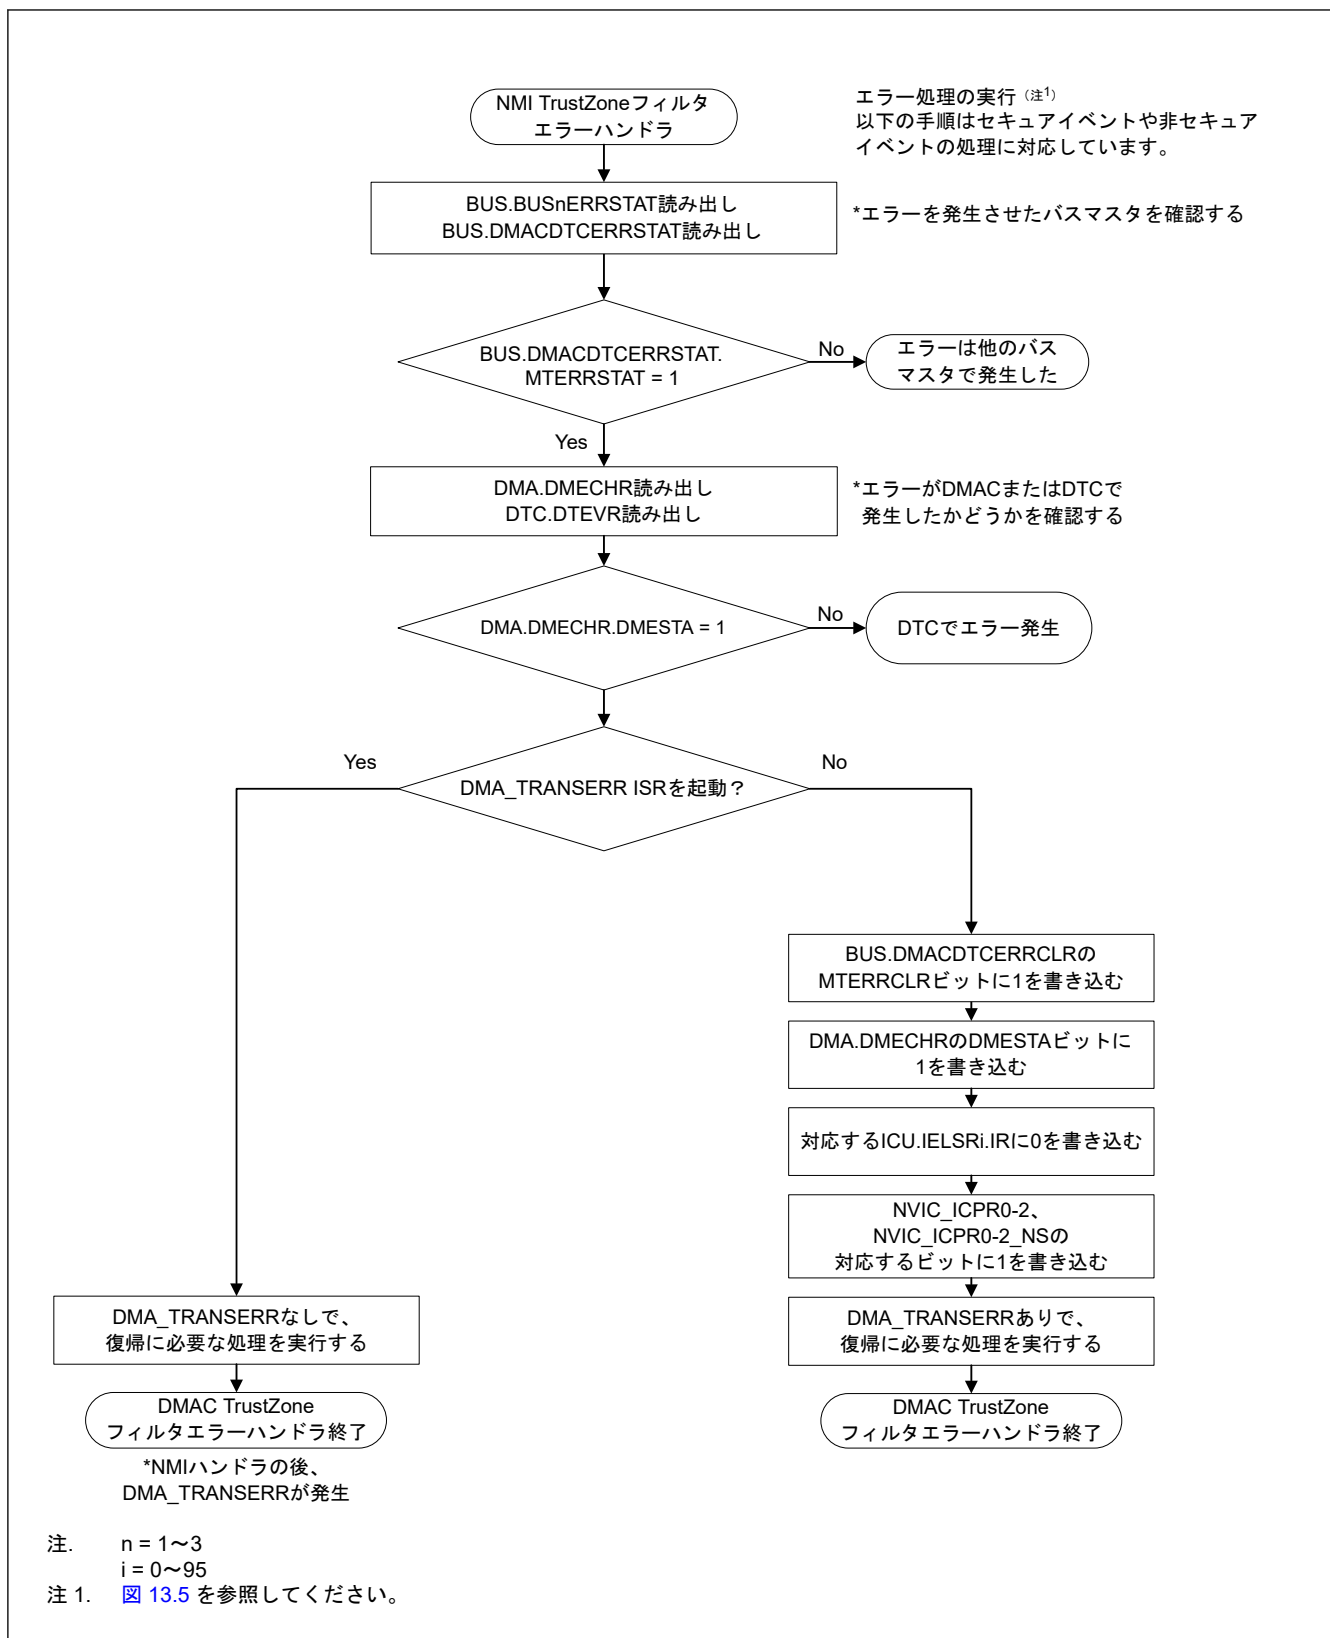 NMI TrustZoneフィルタ
エラーハンドラ
エラー処理の実行（注1）
以下の手順はセキュアイベントや非セキュア
イベントの処理に対応しています。
BUS.BUSnERRSTAT読み出し
BUS.DMACDTCERRSTAT読み出し
*エラーを発生させたバスマスタを確認する
BUS.DMACDTCERRSTAT.
MTERRSTAT = 1
No
エラーは他のバス
マスタで発生した
Yes
DMA.DMECHR読み出し
DTC.DTEVR読み出し
*エラーがDMACまたはDTCで
発生したかどうかを確認する
DMA.DMECHR.DMESTA = 1
No
DTCでエラー発生
Yes
DMA_TRANSERR ISRを起動？
No
BUS.DMACDTCERRCLRの
MTERRCLRビットに1を書き込む
DMA.DMECHRのDMESTAビットに
1を書き込む
対応するICU.IELSRi.IRに0を書き込む
NVIC_ICPR0-2、
NVIC_ICPR0-2_NSの
対応するビットに1を書き込む
DMA_TRANSERRなしで、
復帰に必要な処理を実行する
DMA_TRANSERRありで、
復帰に必要な処理を実行する
DMAC TrustZone
フィルタエラーハンドラ終了
DMAC TrustZone
フィルタエラーハンドラ終了
*NMIハンドラの後、
DMA_TRANSERRが発生
注. n = 1～3
i = 0～95
注 1. 図 13.5 を参照してください。